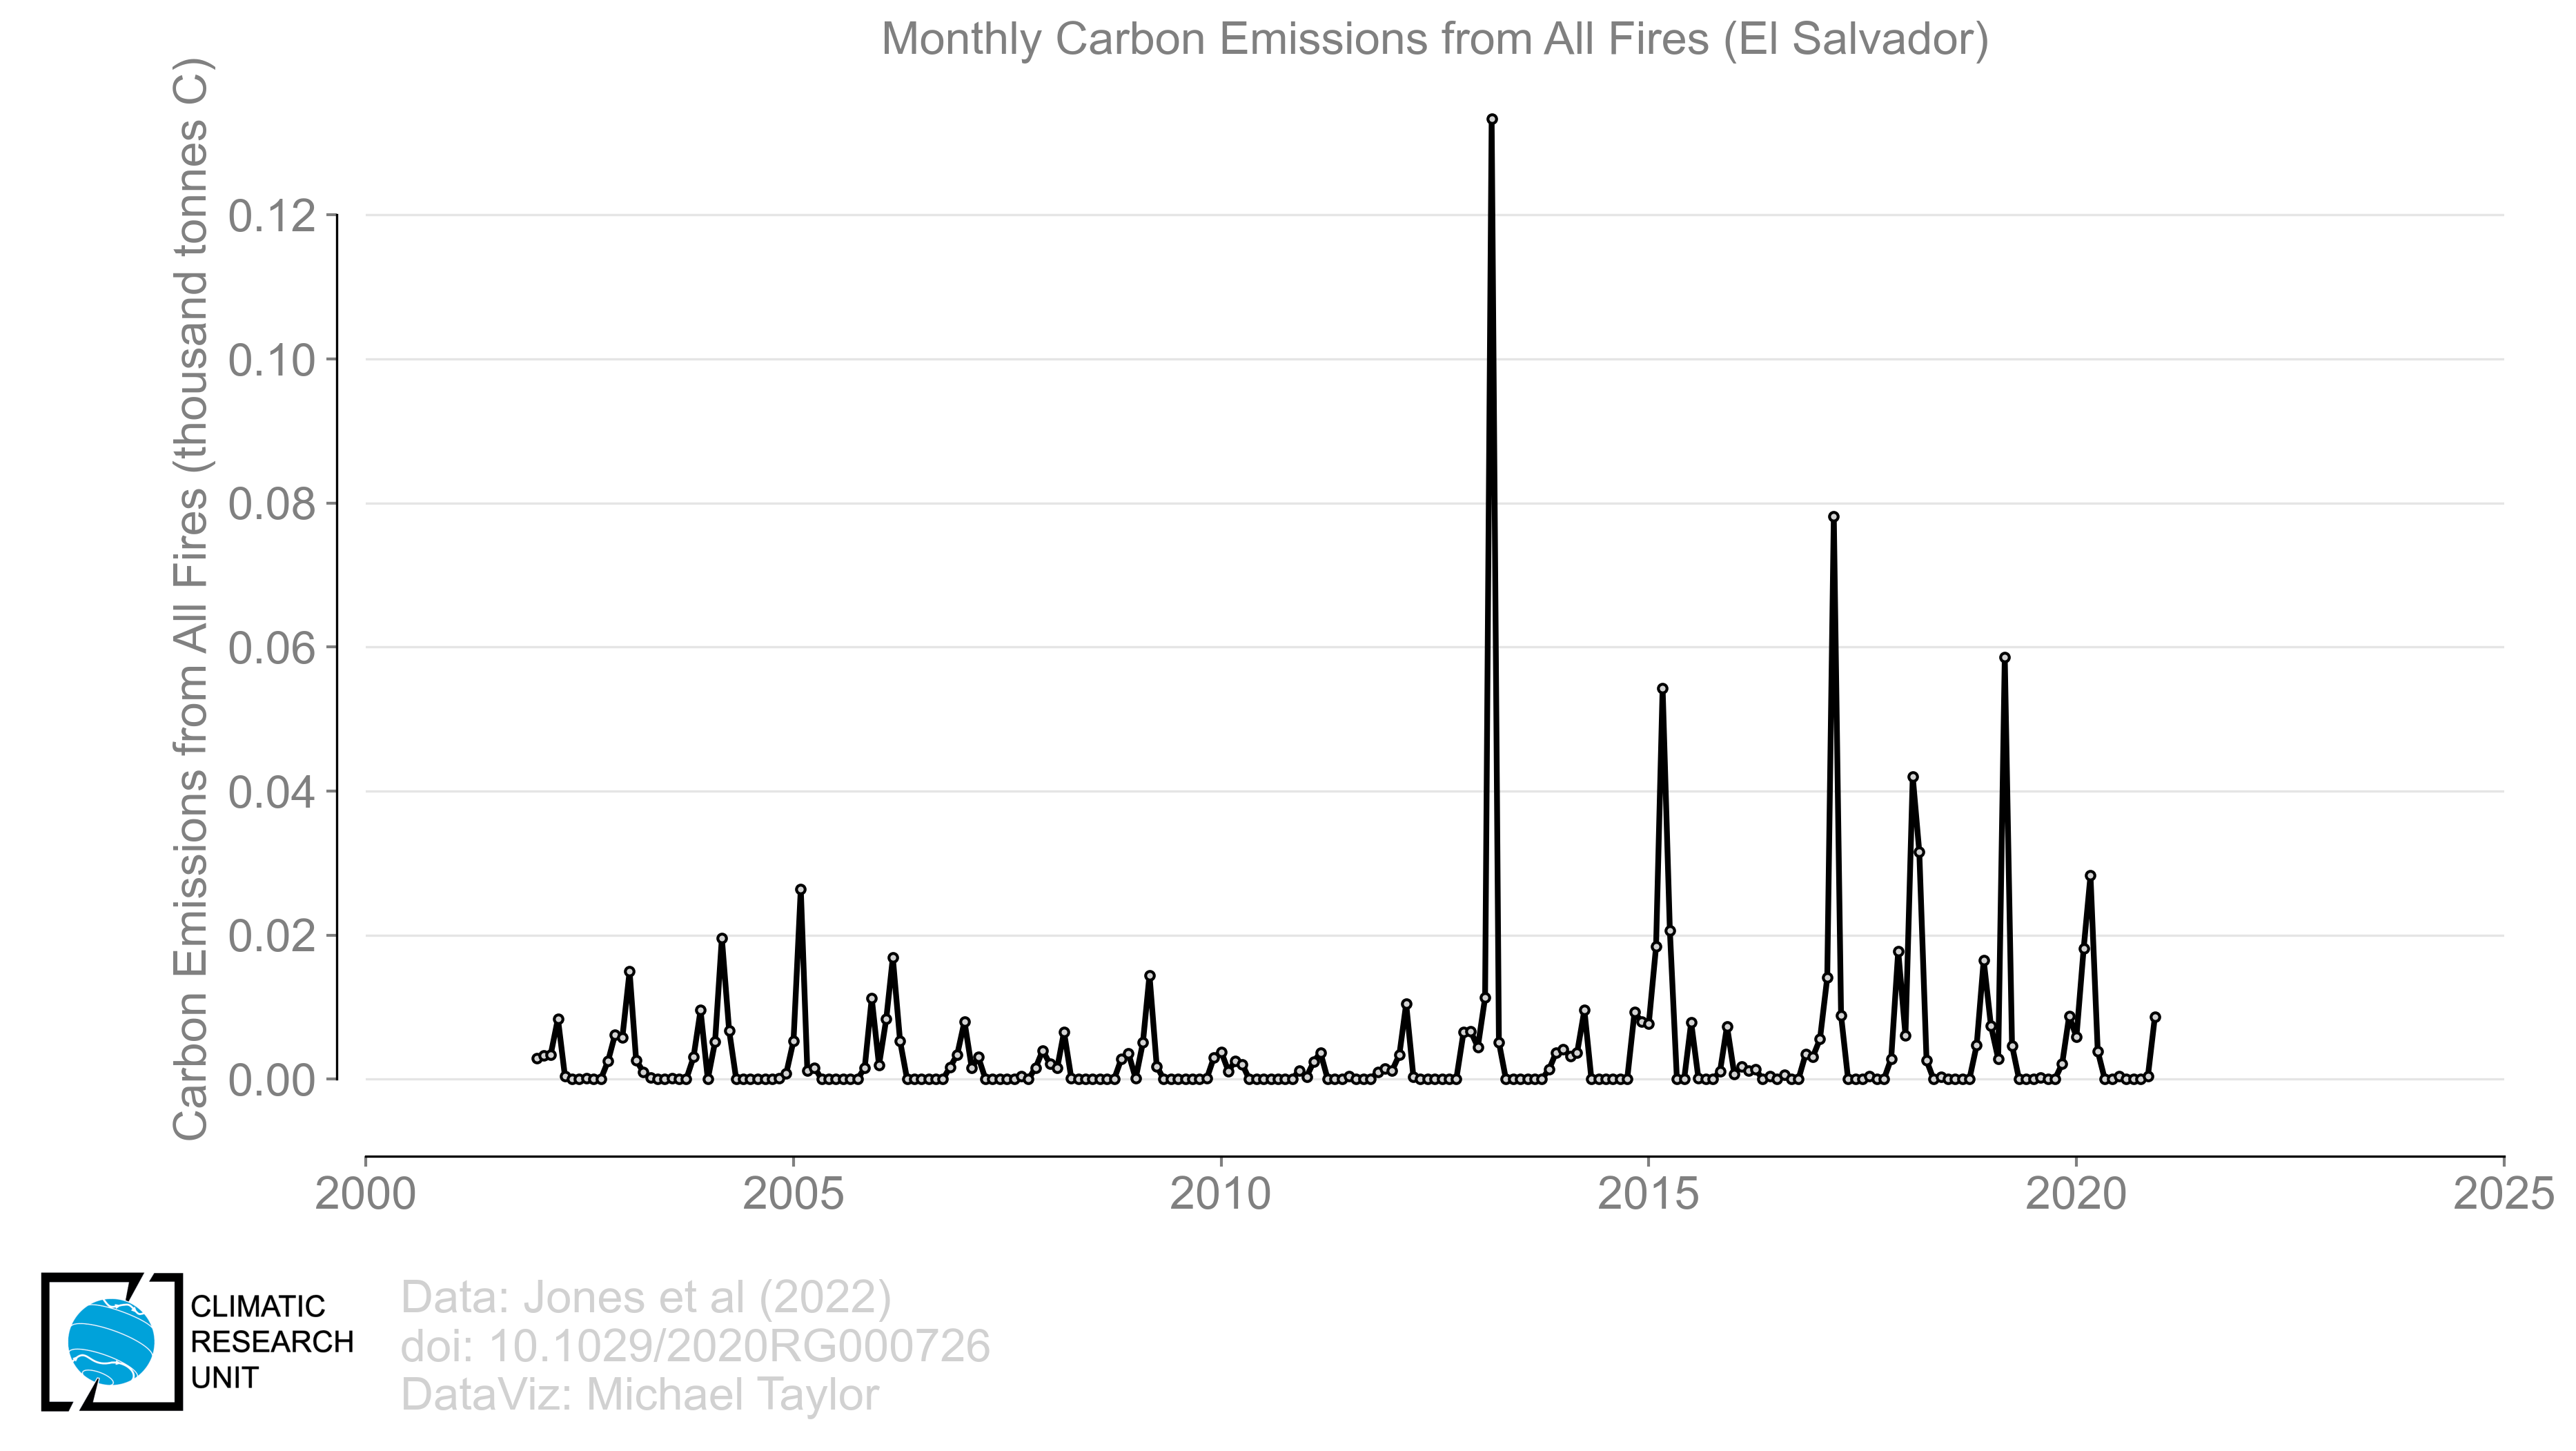 Monthly Carbon Emissions from All Fires (El Salvador)
Carbon Emissions from All Fires (thousand tonnes C)
0.12
0.10
0.08
0.06
0.04
0.02
0.00
2000
2005
2010
2015
2020
2025
CLIMATIC
RESEARCH
UNIT
Data: Jones et al (2022)
doi: 10.1029/2020RG000726
DataViz: Michael Taylor